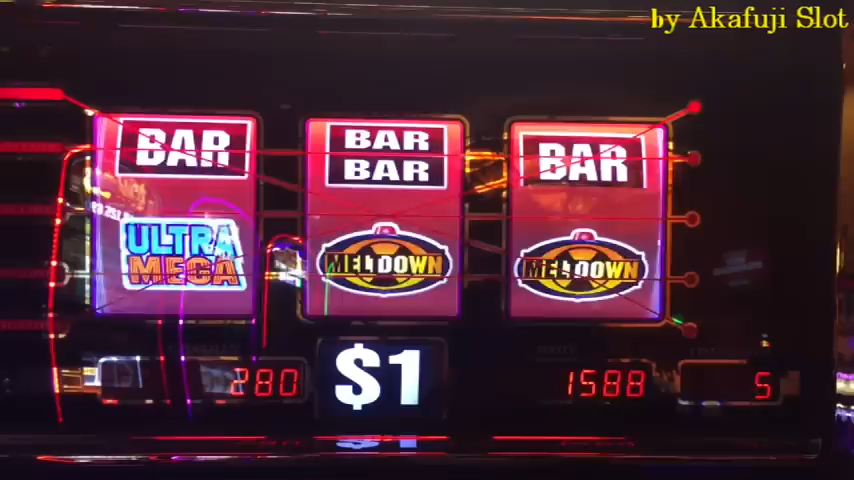 by Akafuji Slot
BAR
BAR
BAR
BAR
ULTRA
MEGA
MELTDOWN
MELTDOWN
$1
280
1588
5